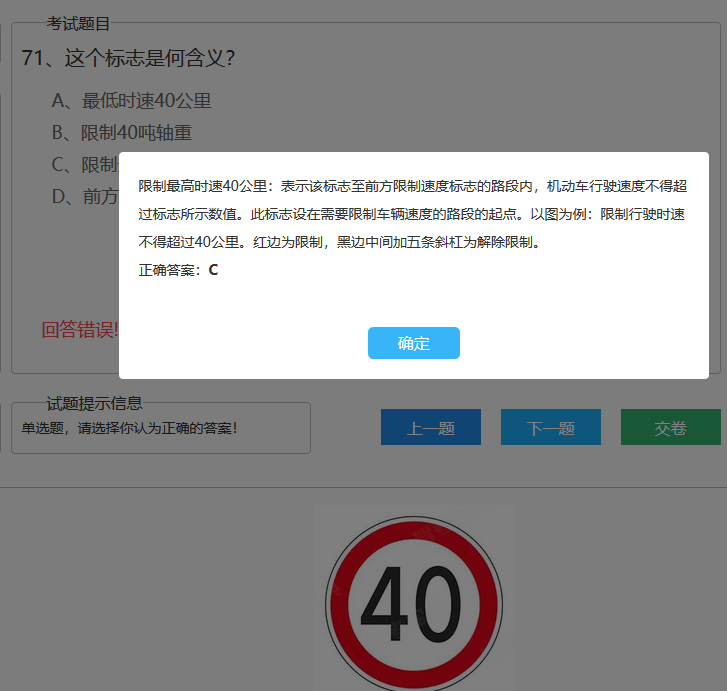 考试题目
71、这个标志是何含义？
A、最低时速40公里
B、限制40吨轴重
C、限制
D、前方
限制最高时速40公里：表示该标志至前方限制速度标志的路段内，机动车行驶速度不得超
过标志所示数值。此标志设在需要限制车辆速度的路段的起点。以图为例：限制行驶时速
不得超过40公里。红边为限制，黑边中间加五条斜杠为解除限制。
正确答案：C
回答错误!
确定
试题提示信息
单选题，请选择你认为正确的答案！
上一题
下一题
交卷
40